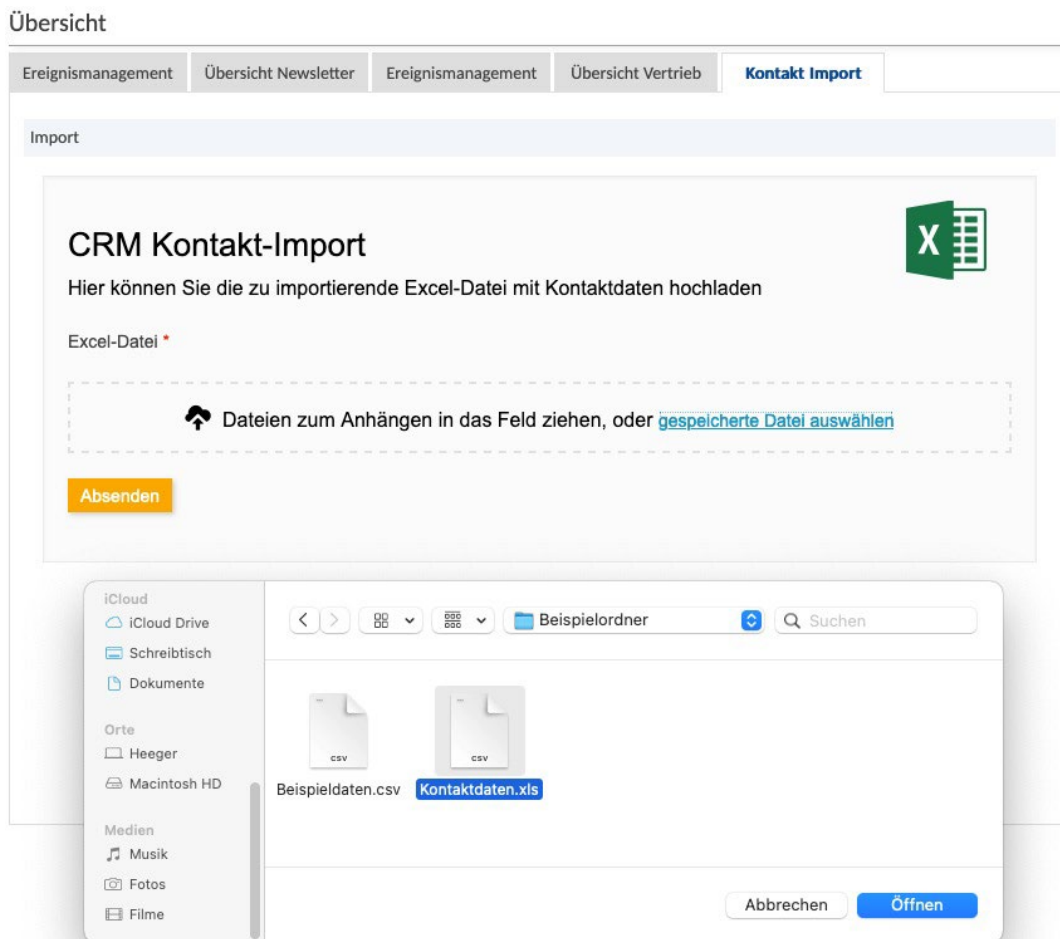 Übersicht
Ereignismanagement Übersicht Newsletter Ereignismanagement Übersicht Vertrieb Kontakt Import
Import
X
CRM Kontakt-Import
Hier können Sie die zu importierende Excel-Datei mit Kontaktdaten hochladen
Excel-Datei *
Dateien zum Anhängen in das Feld ziehen, oder gespeicherte Datei auswählen
Absenden
iCloud
iCloud Drive
Schreibtisch
Dokumente
Orte
Heeger
Macintosh HD
Medien
Musik
Fotos
Filme
Beispielordner
Suchen
csv csv
Beispieldaten.csv Kontaktdaten.xls
Abbrechen Öffnen